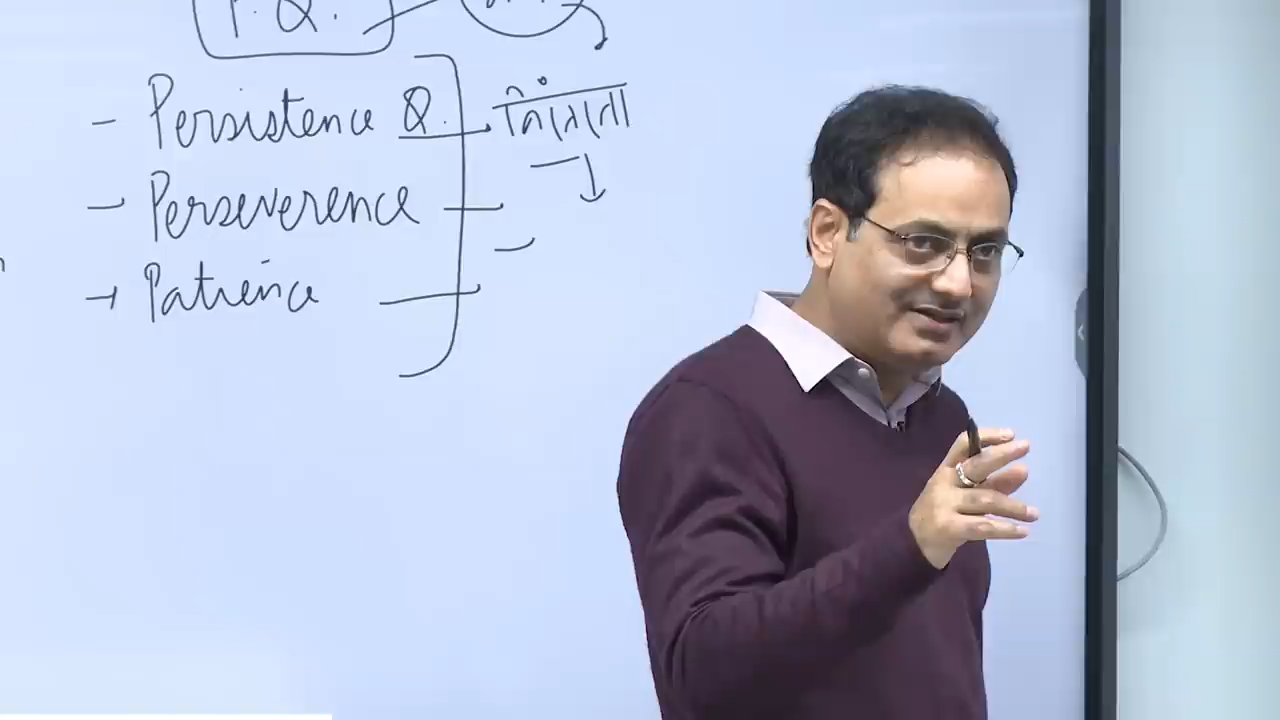 P.Q.
- Persistence Q. - निरंतरता
- Perseverence
→ Patience